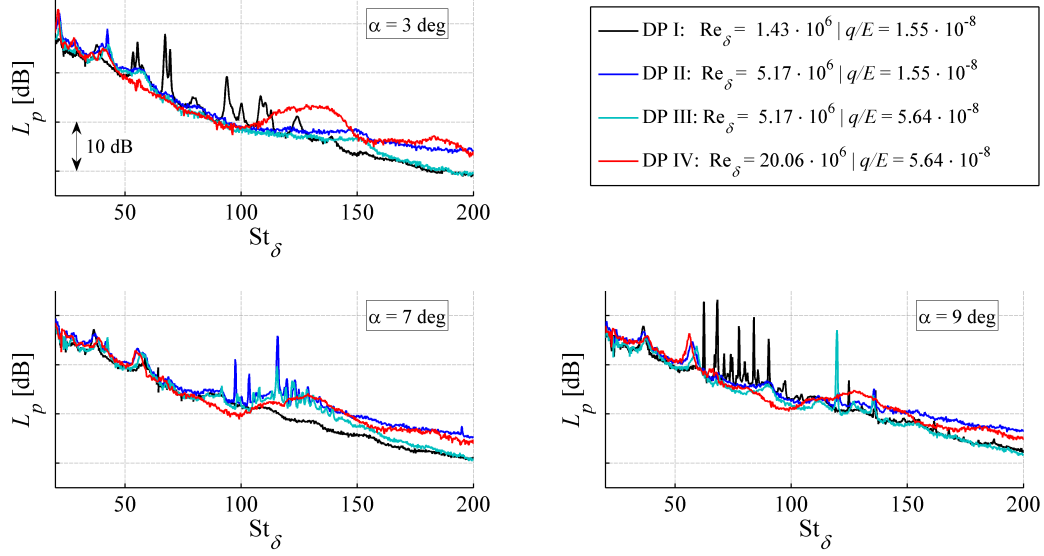 α = 3 deg
L_p [dB]
10 dB
50 100 150 200
St_δ
DP I: Re_δ = 1.43 · 10^6 | q/E = 1.55 · 10^-8
DP II: Re_δ = 5.17 · 10^6 | q/E = 1.55 · 10^-8
DP III: Re_δ = 5.17 · 10^6 | q/E = 5.64 · 10^-8
DP IV: Re_δ = 20.06 · 10^6 | q/E = 5.64 · 10^-8
α = 7 deg
L_p [dB]
50 100 150 200
St_δ
α = 9 deg
L_p [dB]
50 100 150 200
St_δ